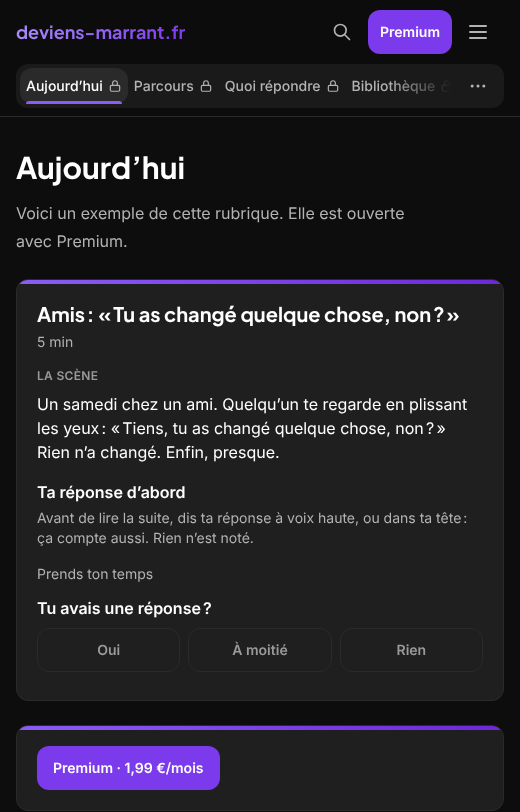 deviens-marrant.fr
Premium
Aujourd’hui
Parcours
Quoi répondre
Bibliothèque
Aujourd’hui
Voici un exemple de cette rubrique. Elle est ouverte
avec Premium.
Amis : « Tu as changé quelque chose, non ? »
5 min
LA SCÈNE
Un samedi chez un ami. Quelqu’un te regarde en plissant
les yeux : « Tiens, tu as changé quelque chose, non ? »
Rien n’a changé. Enfin, presque.
Ta réponse d’abord
Avant de lire la suite, dis ta réponse à voix haute, ou dans ta tête :
ça compte aussi. Rien n’est noté.
Prends ton temps
Tu avais une réponse ?
Oui
À moitié
Rien
Premium · 1,99 €/mois